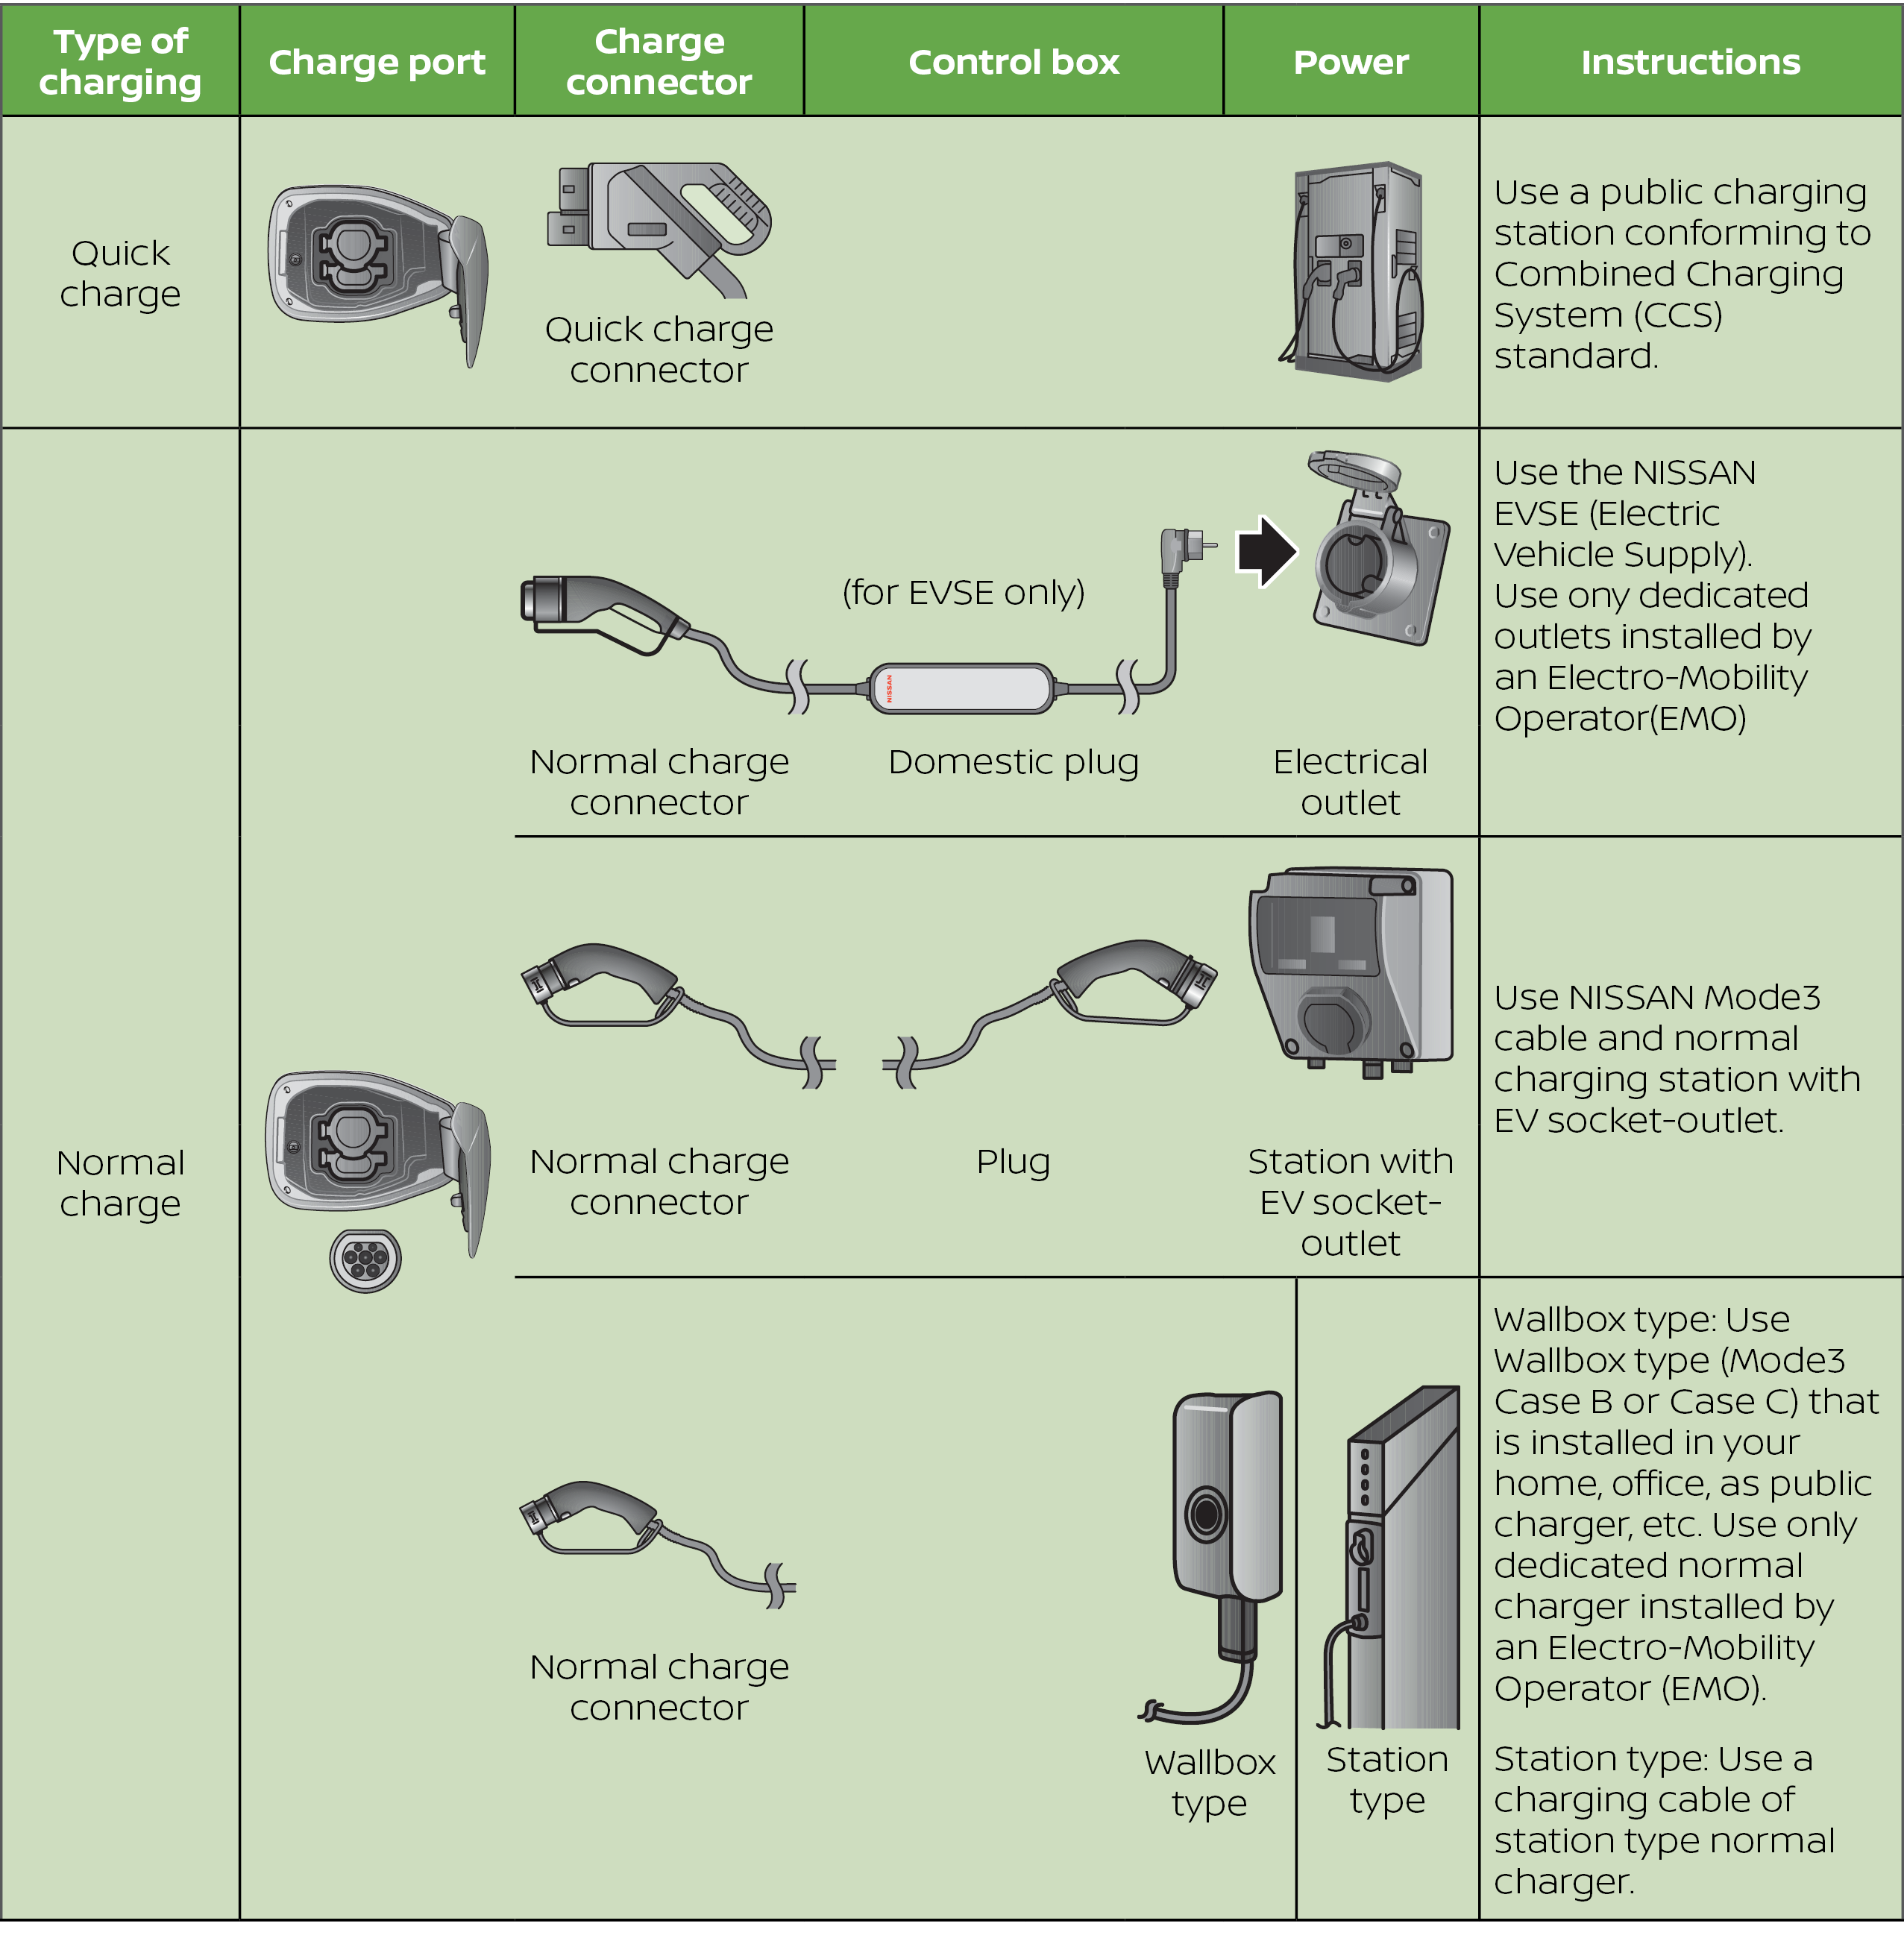 Type of
charging
Charge port
Charge
connector
Control box
Power
Instructions
Quick
charge
Quick charge
connector
Use a public charging
station conforming to
Combined Charging
System (CCS)
standard.
Normal
charge
(for EVSE only)
NISSAN
Normal charge
connector
Domestic plug
Electrical
outlet
Use the NISSAN
EVSE (Electric
Vehicle Supply).
Use ony dedicated
outlets installed by
an Electro-Mobility
Operator(EMO)
Normal charge
connector
Plug
Station with
EV socket-
outlet
Use NISSAN Mode3
cable and normal
charging station with
EV socket-outlet.
Normal charge
connector
Wallbox
type
Station
type
Wallbox type: Use
Wallbox type (Mode3
Case B or Case C) that
is installed in your
home, office, as public
charger, etc. Use only
dedicated normal
charger installed by
an Electro-Mobility
Operator (EMO).
Station type: Use a
charging cable of
station type normal
charger.